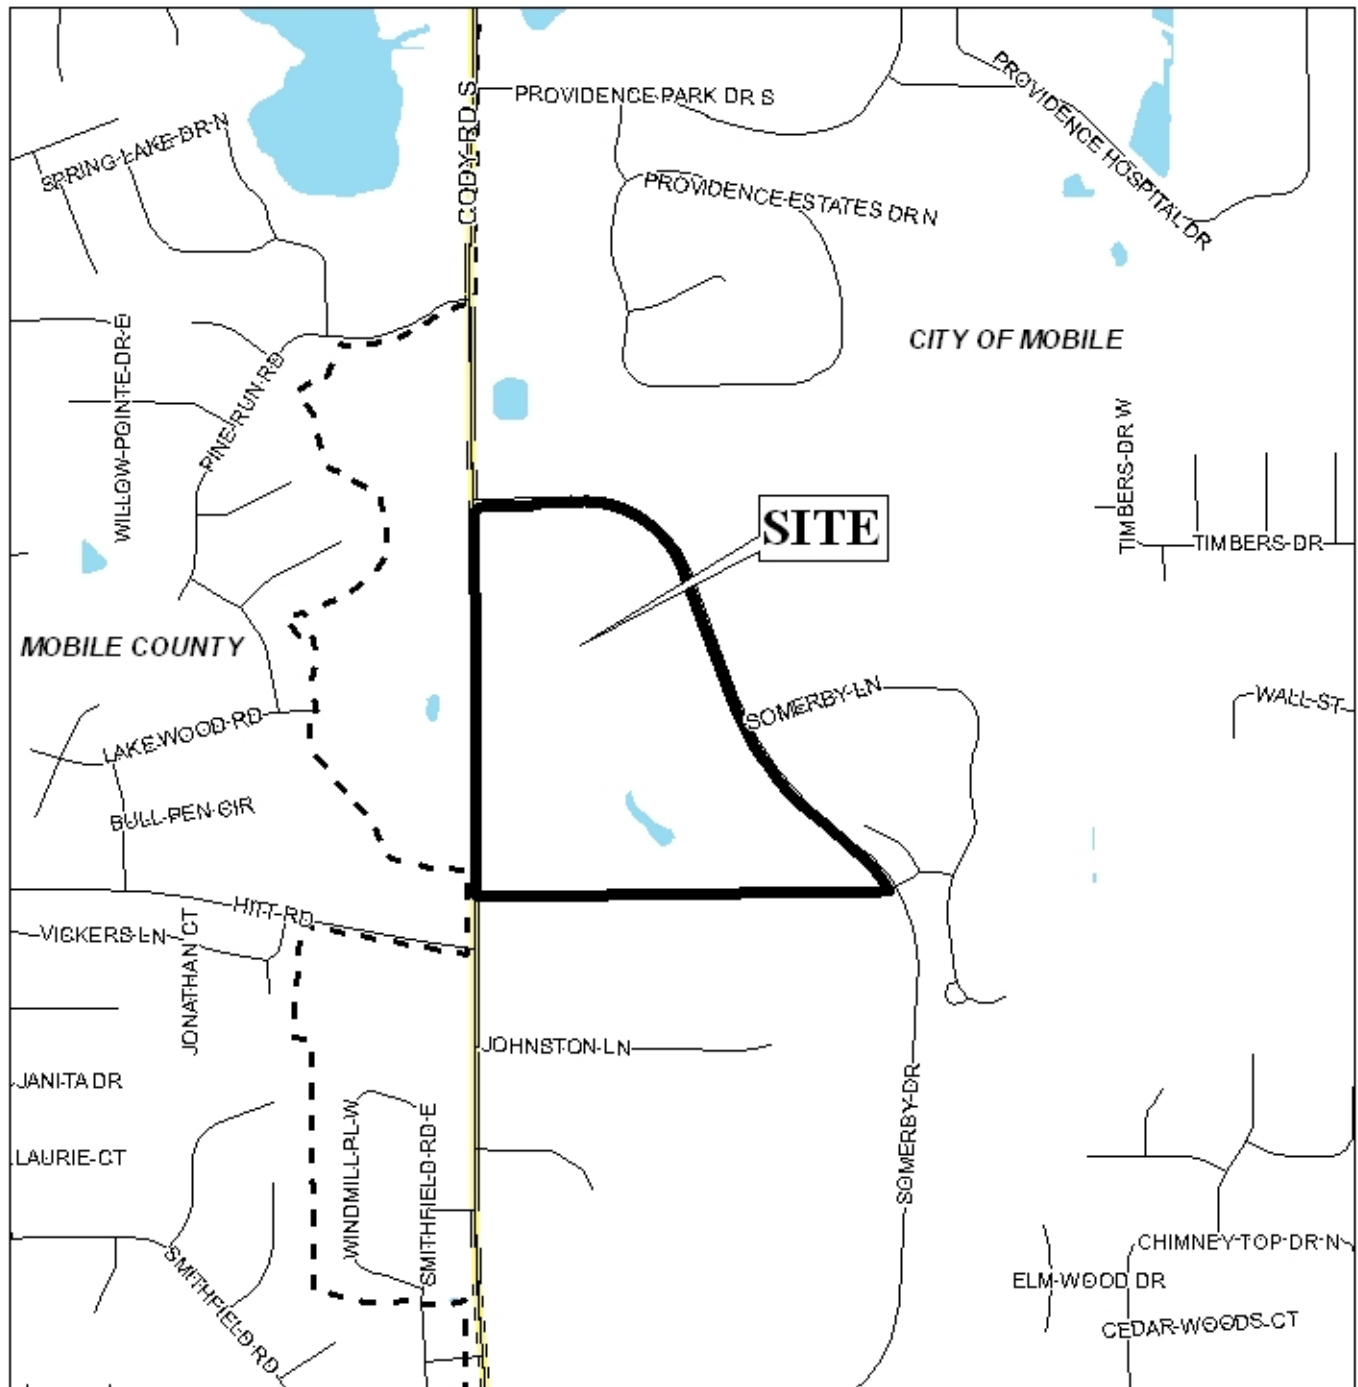 PROVIDENCE PARK DR S
CODY RD S
PROVIDENCE HOSPITAL DR
SPRING LAKE DR N
PROVIDENCE ESTATES DR N
CITY OF MOBILE
WILLOW POINTE DR E
PINE RUN RD
TIMBERS DR W
SITE
TIMBERS DR
MOBILE COUNTY
SOMERBY LN
WALL ST
LAKEWOOD RD
BULL PEN CIR
HITT RD
VICKERS LN
JONATHAN CT
JOHNSTON LN
JANITA DR
LAURIE CT
WINDMILL PL W
SMITHFIELD RD E
SOMERBY DR
SMITHFIELD RD
CHIMNEY TOP DR N
ELMWOOD DR
CEDAR WOODS CT